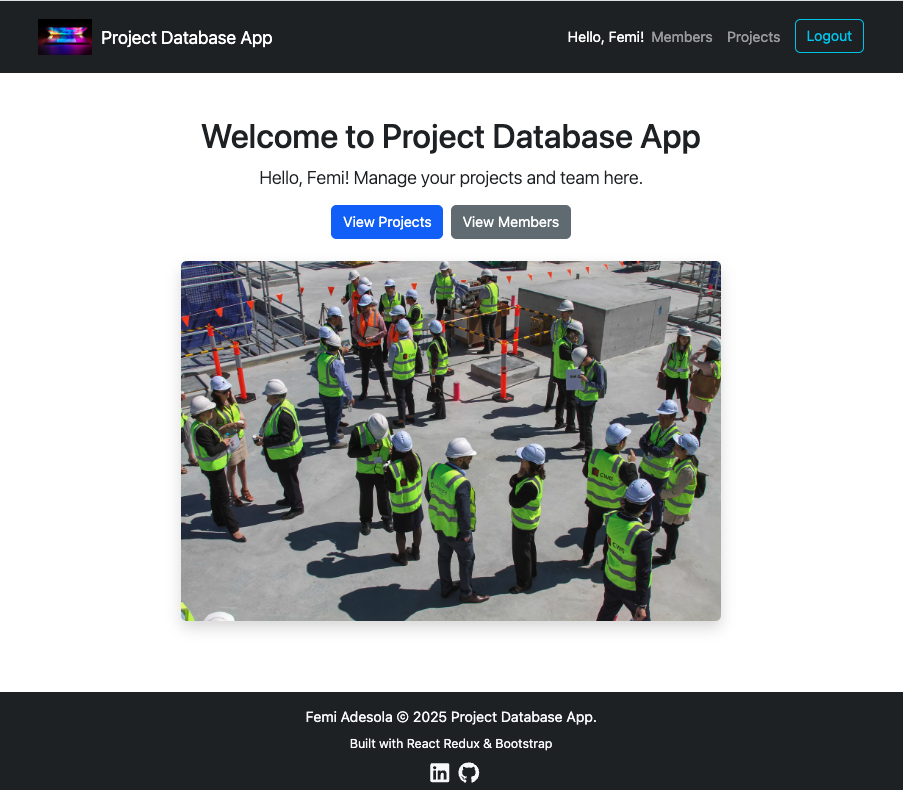 Project Database App
Hello, Femi! Members Projects Logout
Welcome to Project Database App
Hello, Femi! Manage your projects and team here.
View Projects View Members
Femi Adesola © 2025 Project Database App.
Built with React Redux & Bootstrap
in